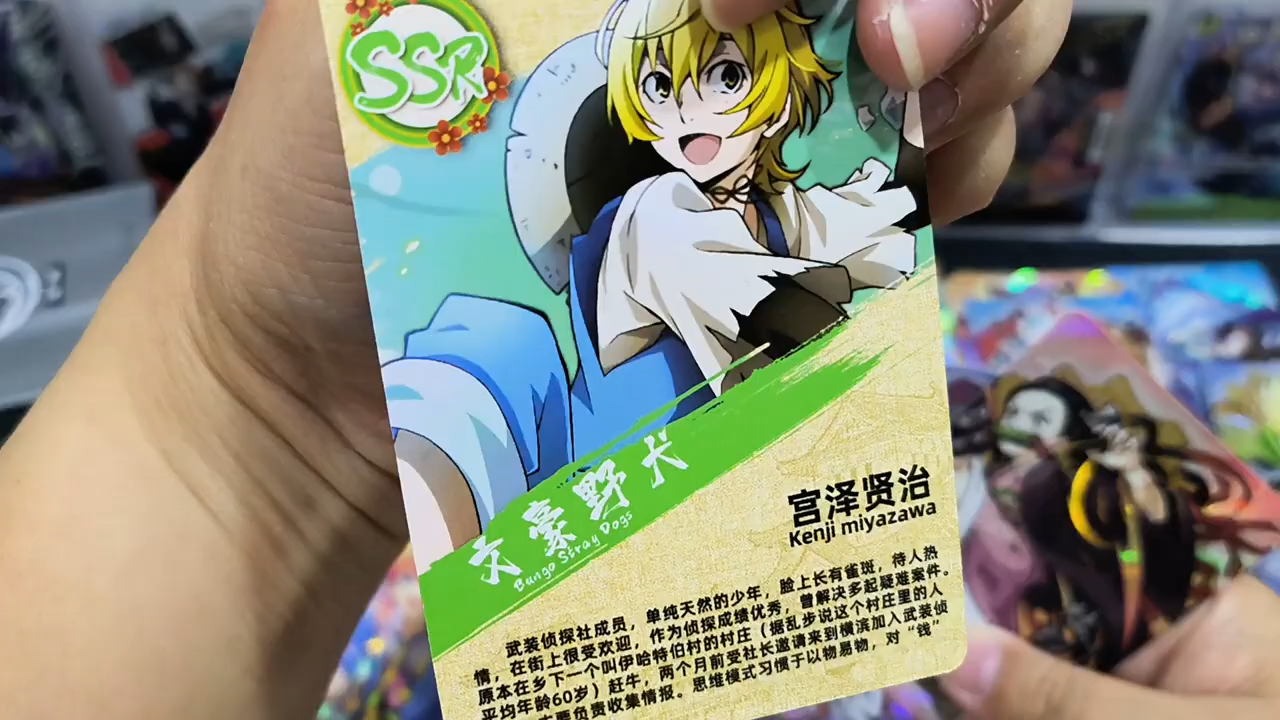 SSR
文豪野犬
Bungo Stray Dogs
宫泽贤治
Kenji miyazawa
武装侦探社成员，单纯天然的少年，脸上长有雀斑，待人热
情，在街上很受欢迎，作为侦探成绩优秀，曾解决多起疑难案件。
原本在乡下一个叫伊哈特伯村的村庄（据乱步说这个村庄里的人
平均年龄60岁）赶牛，两个月前受社长邀请来到横滨加入武装侦
主要负责收集情报。思维模式习惯于以物易物，对“钱”